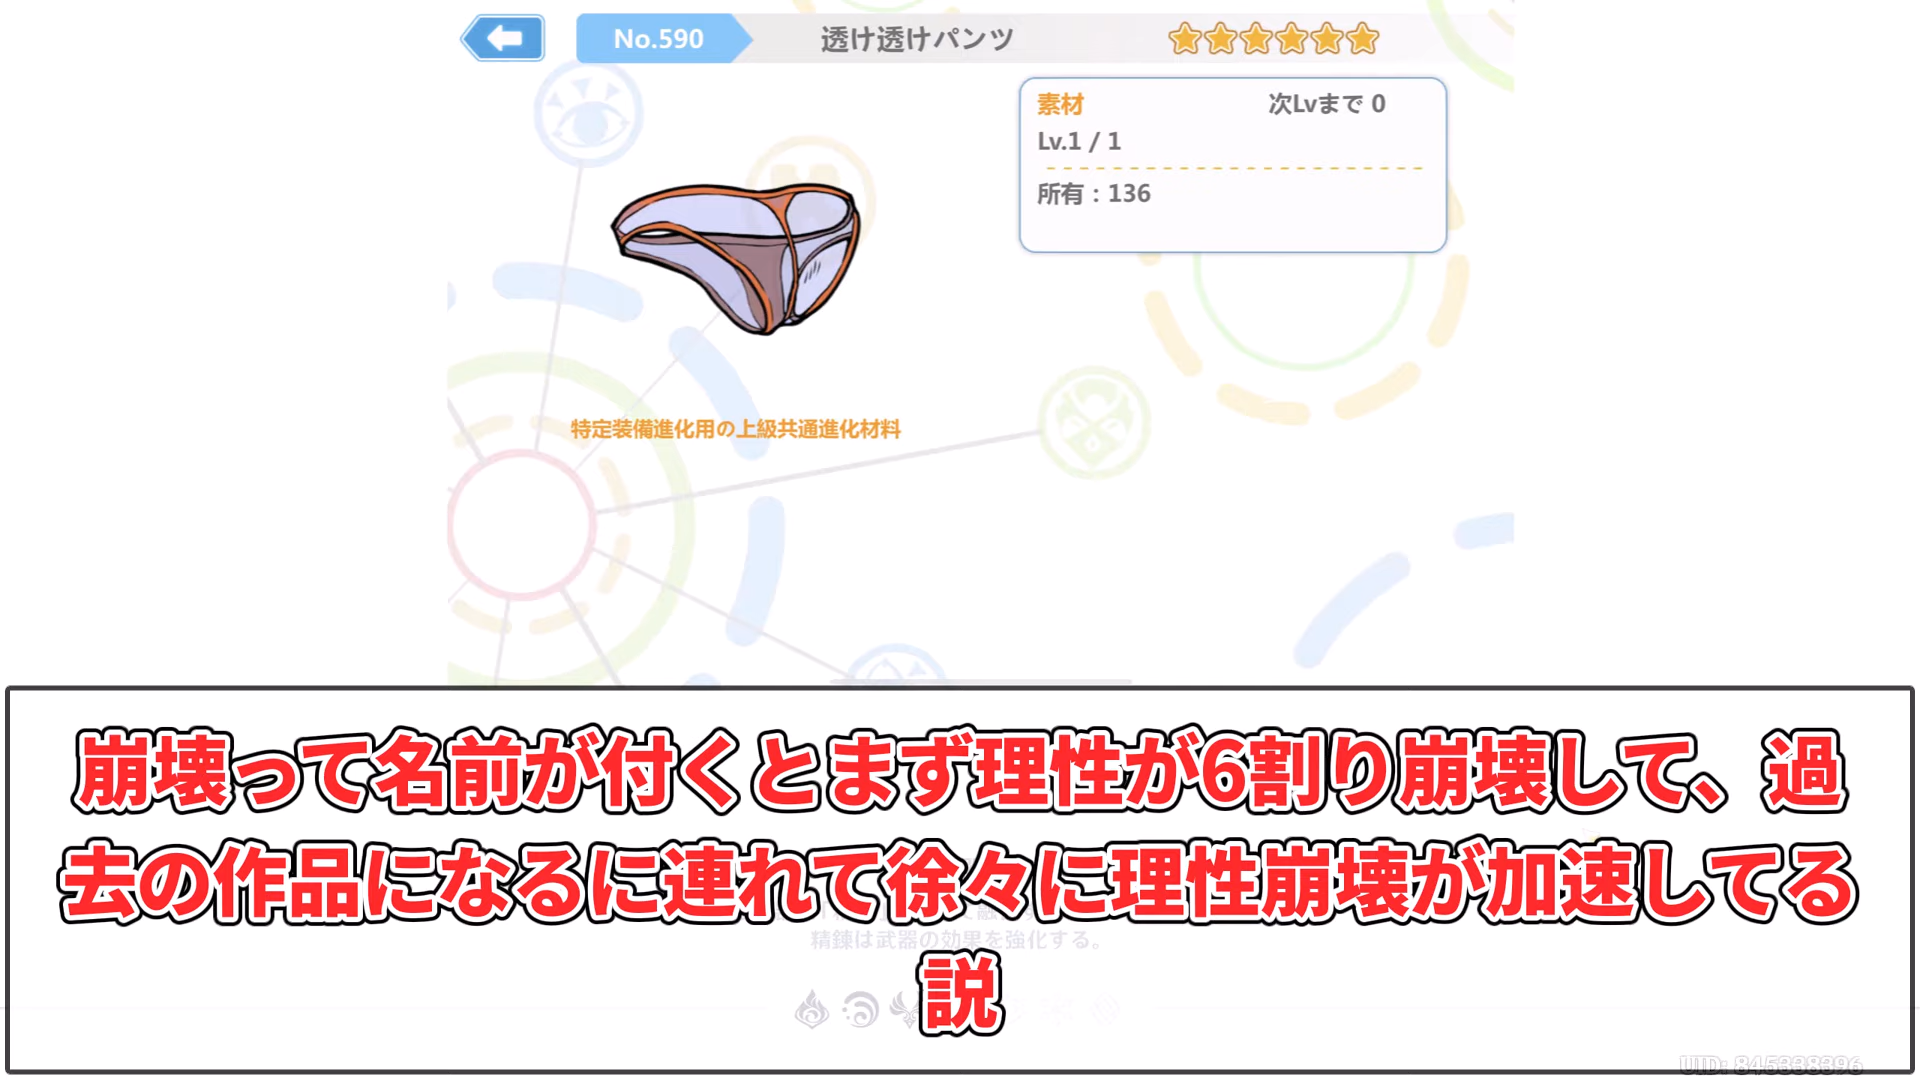 No.590
透け透けパンツ
素材
次Lvまで 0
Lv.1 / 1
所有：136
特定装備進化用の上級共通進化材料
崩壊って名前が付くとまず理性が6割り崩壊して、過
去の作品になるに連れて徐々に理性崩壊が加速してる
精錬は武器の効果を強化する。
説
UID: 845338396